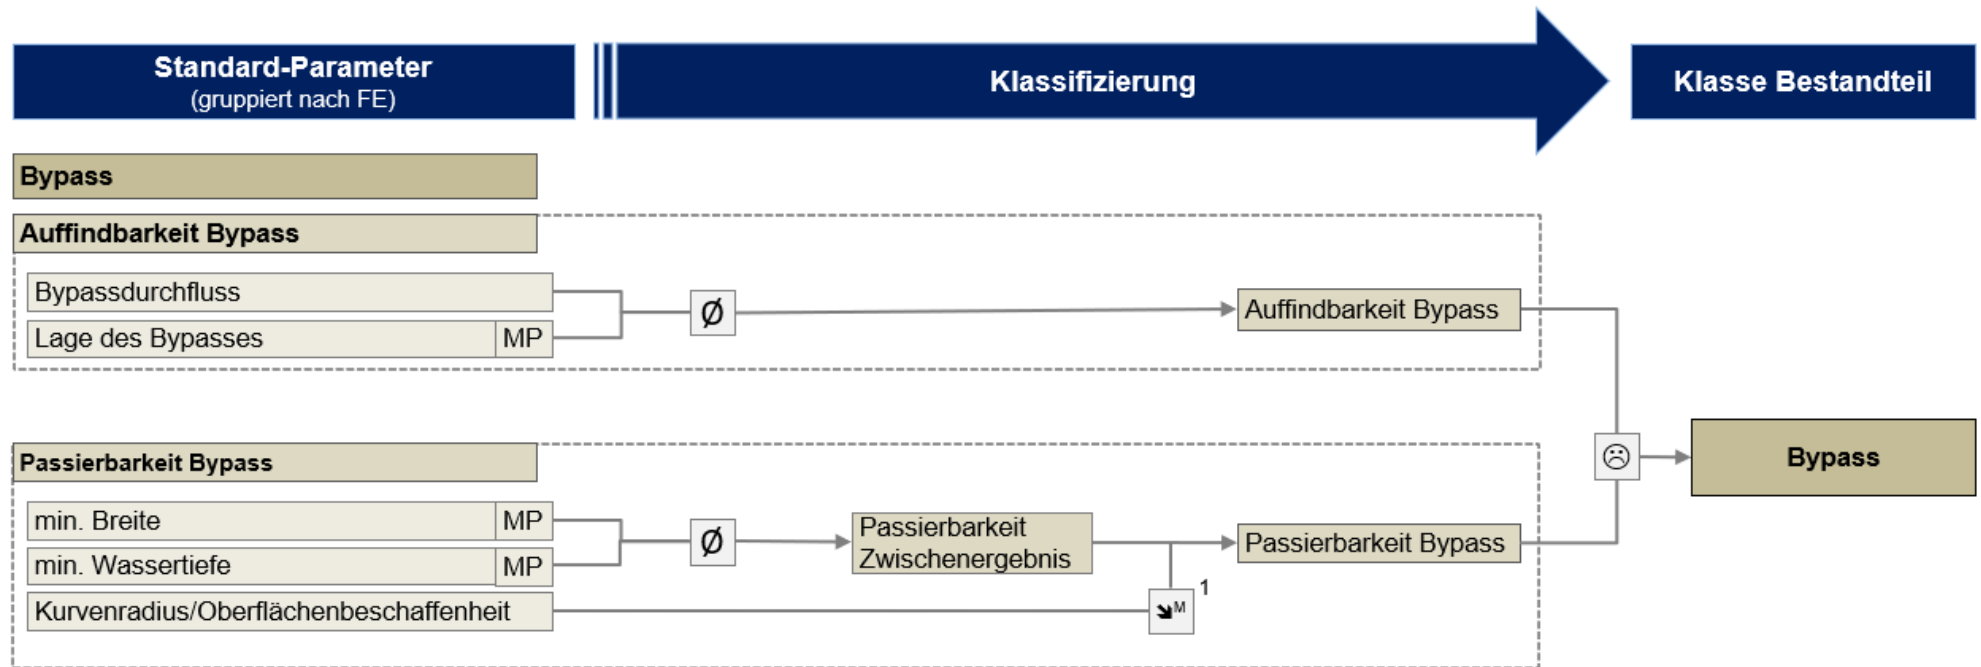 Standard-Parameter
(gruppiert nach FE)
Klassifizierung
Klasse Bestandteil
Bypass
Auffindbarkeit Bypass
Bypassdurchfluss
Lage des Bypasses MP
Ø
Auffindbarkeit Bypass
Passierbarkeit Bypass
min. Breite MP
min. Wassertiefe MP
Kurvenradius/Oberflächenbeschaffenheit
Ø
Passierbarkeit
Zwischenergebnis
M 1
Passierbarkeit Bypass
Bypass